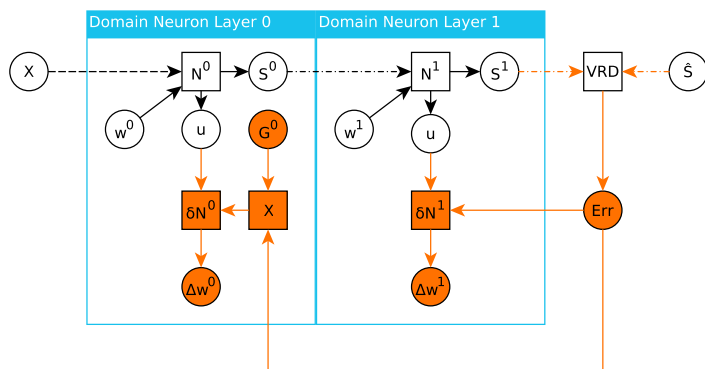 Domain Neuron Layer 0
Domain Neuron Layer 1
X
N⁰
S⁰
N¹
S¹
VRD
Ŝ
w⁰
u
G⁰
w¹
u
δN⁰
X
δN¹
Err
Δw⁰
Δw¹